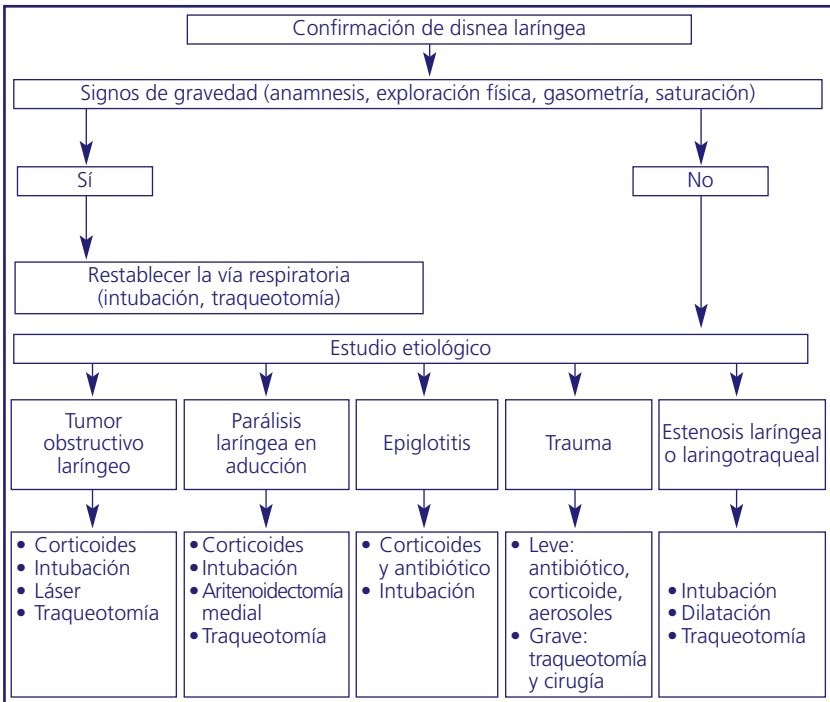 Confirmación de disnea laríngea
Signos de gravedad (anamnesis, exploración física, gasometría, saturación)
Sí
No
Restablecer la vía respiratoria
(intubación, traqueotomía)
Estudio etiológico
Tumor
obstructivo
laríngeo
Parálisis
laríngea en
aducción
Epiglotitis
Trauma
Estenosis laríngea
o laringotraqueal
• Corticoides
• Intubación
• Láser
• Traqueotomía
• Corticoides
• Intubación
• Aritenoidectomía
medial
• Traqueotomía
• Corticoides
y antibiótico
• Intubación
• Leve:
antibiótico,
corticoide,
aerosoles
• Grave:
traqueotomía
y cirugía
• Intubación
• Dilatación
• Traqueotomía